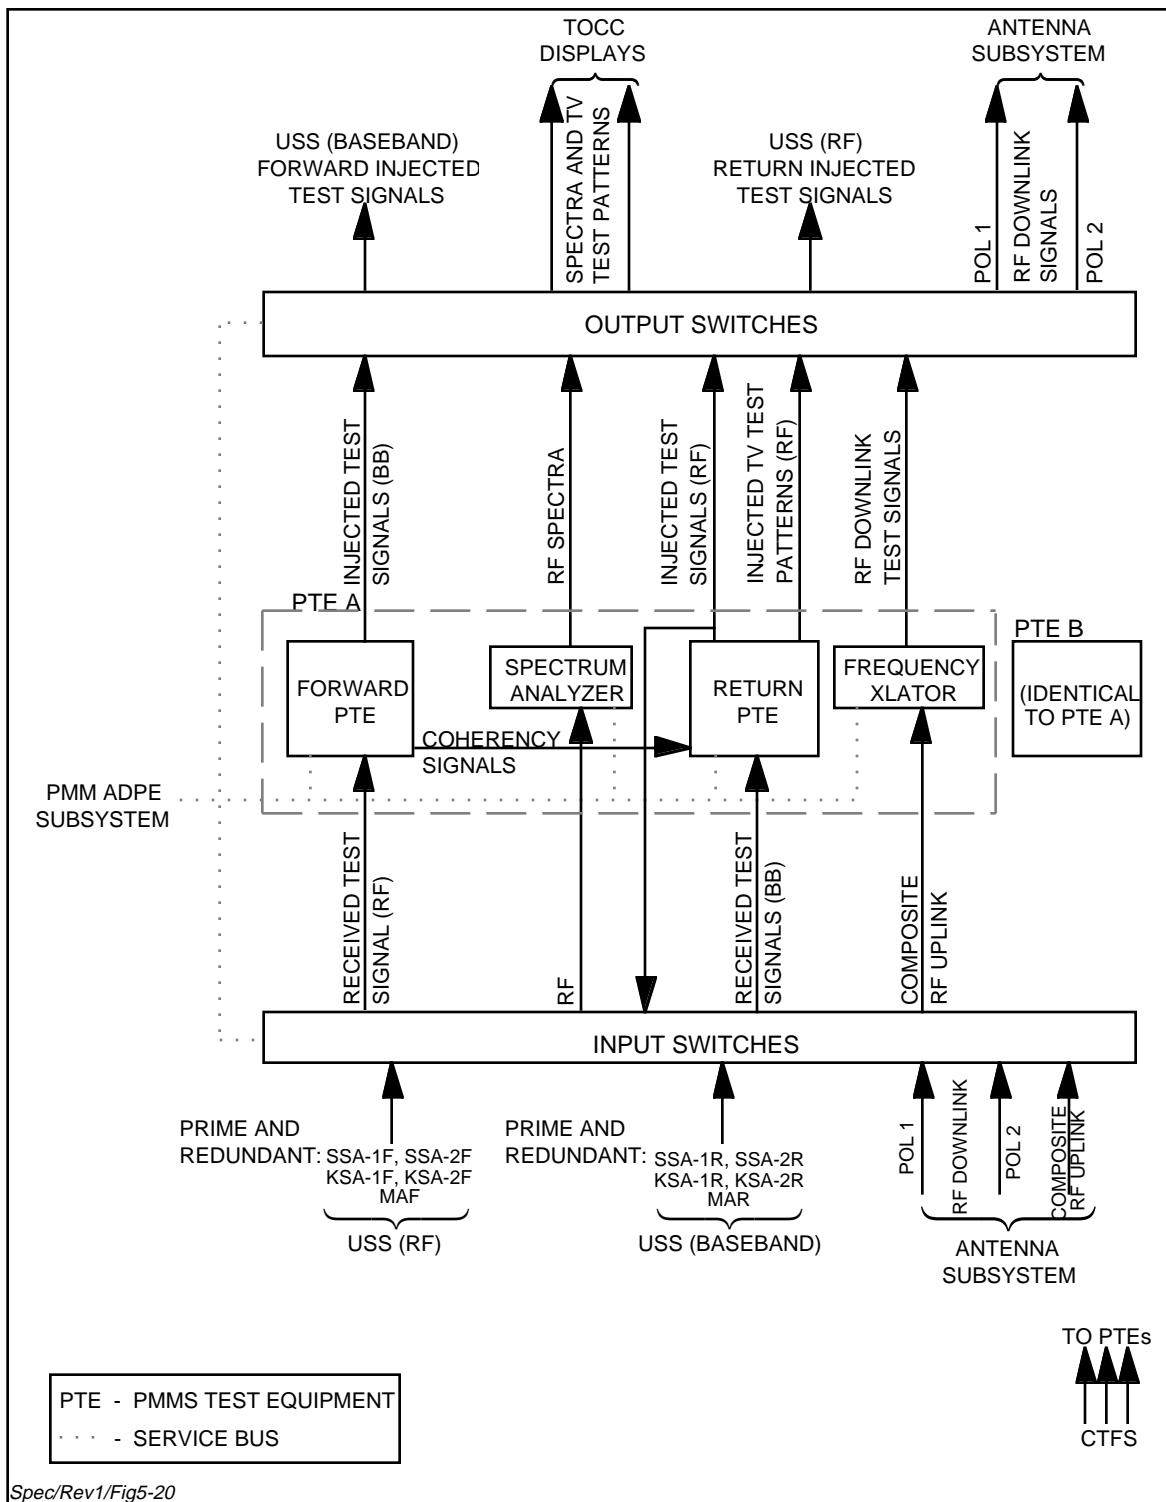 TOCC
DISPLAYS
ANTENNA
SUBSYSTEM
USS (BASEBAND)
FORWARD INJECTED
TEST SIGNALS
SPECTRA AND TV
TEST PATTERNS
USS (RF)
RETURN INJECTED
TEST SIGNALS
POL 1
RF DOWNLINK
SIGNALS
POL 2
OUTPUT SWITCHES
INJECTED TEST
SIGNALS (BB)
RF SPECTRA
INJECTED TEST
SIGNALS (RF)
INJECTED TV TEST
PATTERNS (RF)
RF DOWNLINK
TEST SIGNALS
PTE A
FORWARD
PTE
SPECTRUM
ANALYZER
RETURN
PTE
FREQUENCY
XLATOR
PTE B
(IDENTICAL
TO PTE A)
COHERENCY
SIGNALS
PMM ADPE
SUBSYSTEM
RECEIVED TEST
SIGNAL (RF)
RF
RECEIVED TEST
SIGNALS (BB)
COMPOSITE
RF UPLINK
INPUT SWITCHES
PRIME AND
REDUNDANT:
SSA-1F, SSA-2F
KSA-1F, KSA-2F
MAF
USS (RF)
PRIME AND
REDUNDANT:
SSA-1R, SSA-2R
KSA-1R, KSA-2R
MAR
USS (BASEBAND)
POL 1
RF DOWNLINK
POL 2
COMPOSITE
RF UPLINK
ANTENNA
SUBSYSTEM
TO PTEs
CTFS
PTE - PMMS TEST EQUIPMENT
· · · - SERVICE BUS
Spec/Rev1/Fig5-20